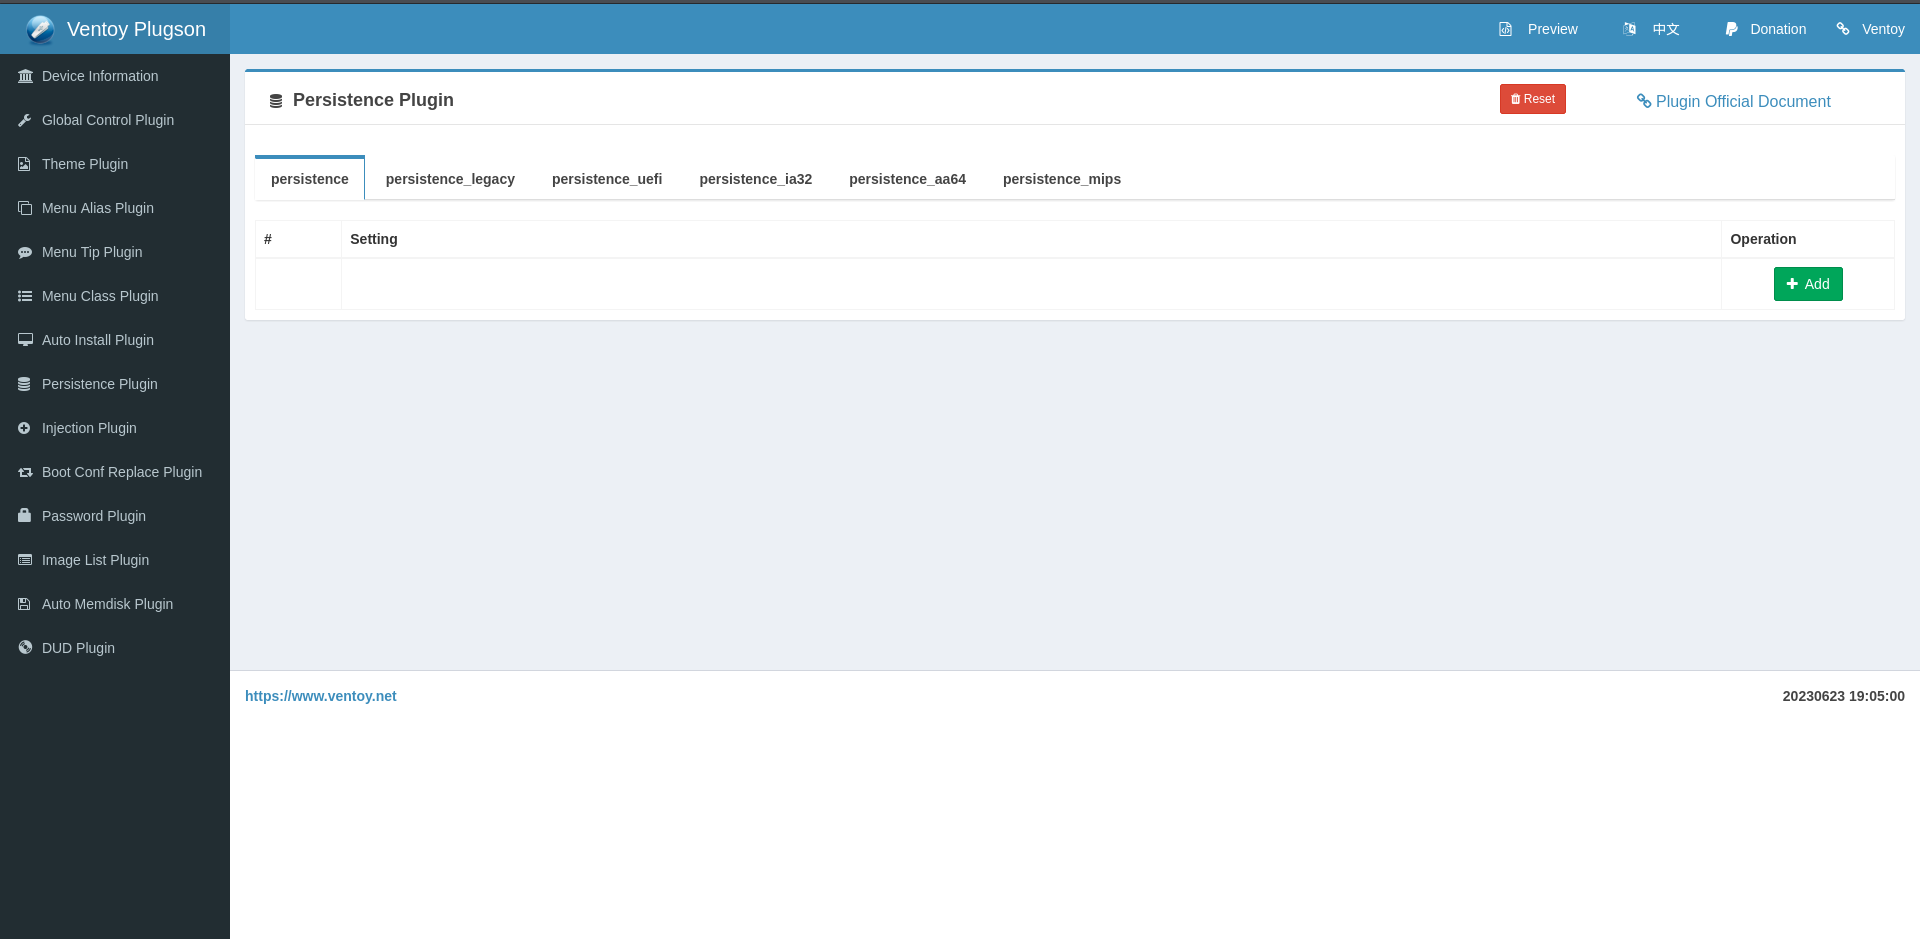 Ventoy Plugson
Preview
中文
Donation
Ventoy
Device Information
Global Control Plugin
Theme Plugin
Menu Alias Plugin
Menu Tip Plugin
Menu Class Plugin
Auto Install Plugin
Persistence Plugin
Injection Plugin
Boot Conf Replace Plugin
Password Plugin
Image List Plugin
Auto Memdisk Plugin
DUD Plugin
Persistence Plugin
Reset
Plugin Official Document
persistence
persistence_legacy
persistence_uefi
persistence_ia32
persistence_aa64
persistence_mips
# Setting Operation
Add
https://www.ventoy.net
20230623 19:05:00